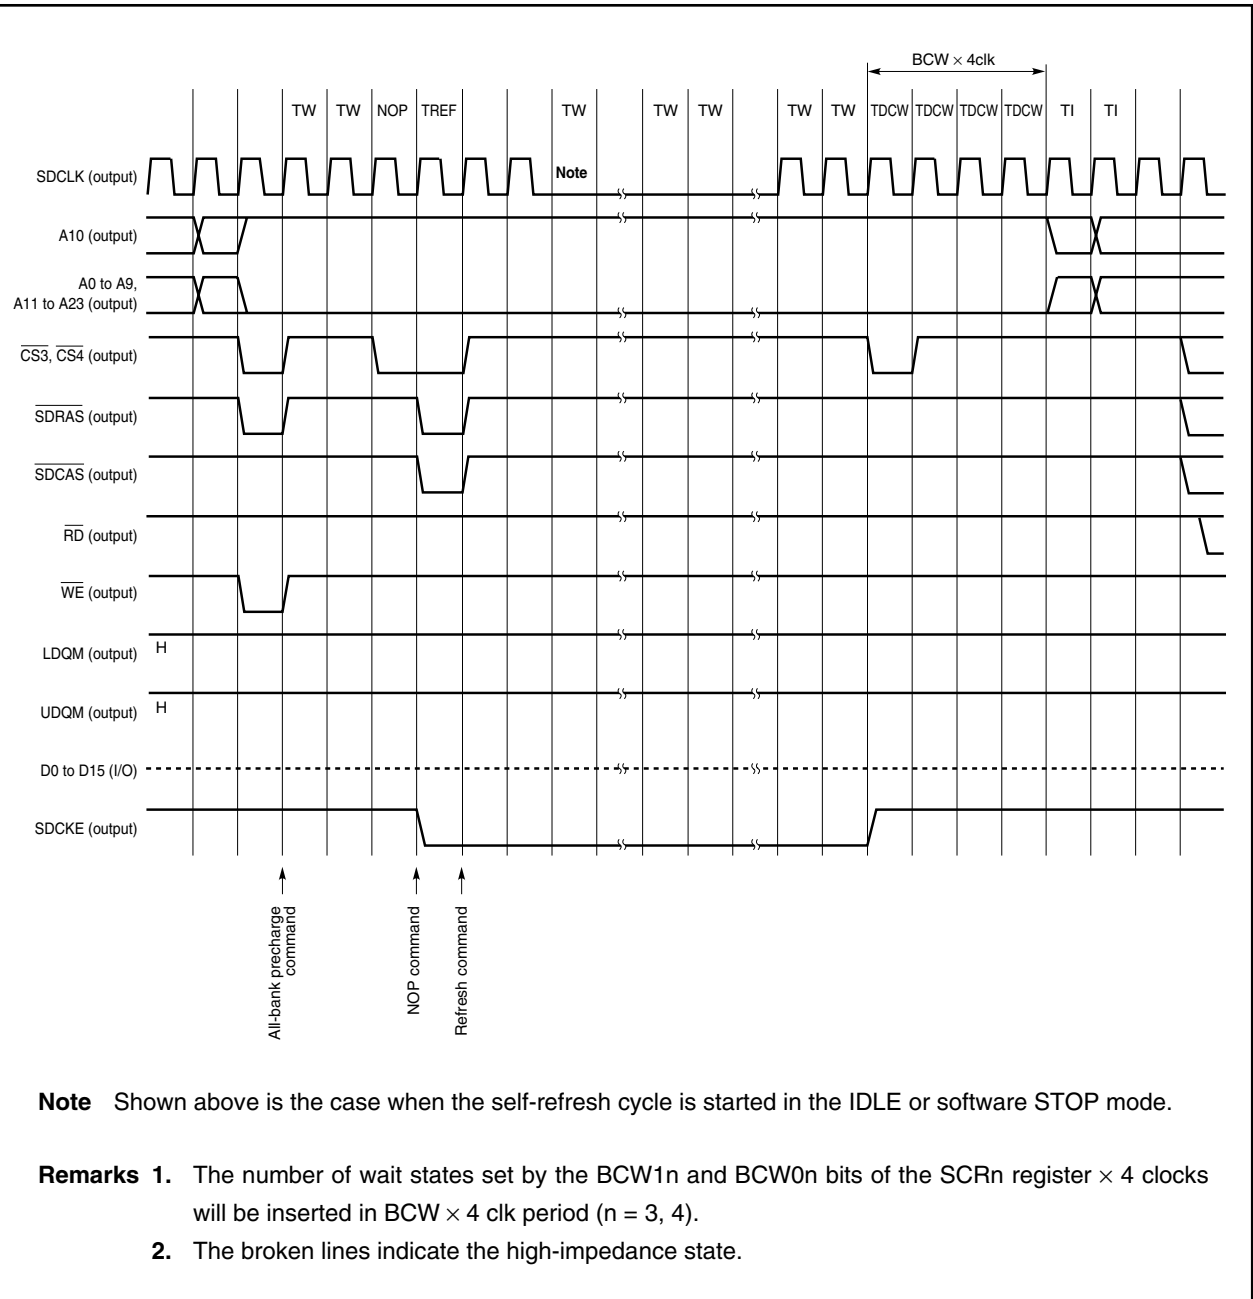 BCW × 4clk
TW TW NOP TREF TW TW TW TW TW TDCW TDCW TDCW TDCW TI TI
SDCLK (output)
Note
A10 (output)
A0 to A9,
A11 to A23 (output)
CS3, CS4 (output)
SDRAS (output)
SDCAS (output)
RD (output)
WE (output)
LDQM (output) H
UDQM (output) H
D0 to D15 (I/O)
SDCKE (output)
All-bank precharge
command
NOP command
Refresh command
Note Shown above is the case when the self-refresh cycle is started in the IDLE or software STOP mode.
Remarks 1. The number of wait states set by the BCW1n and BCW0n bits of the SCRn register × 4 clocks
will be inserted in BCW × 4 clk period (n = 3, 4).
2. The broken lines indicate the high-impedance state.